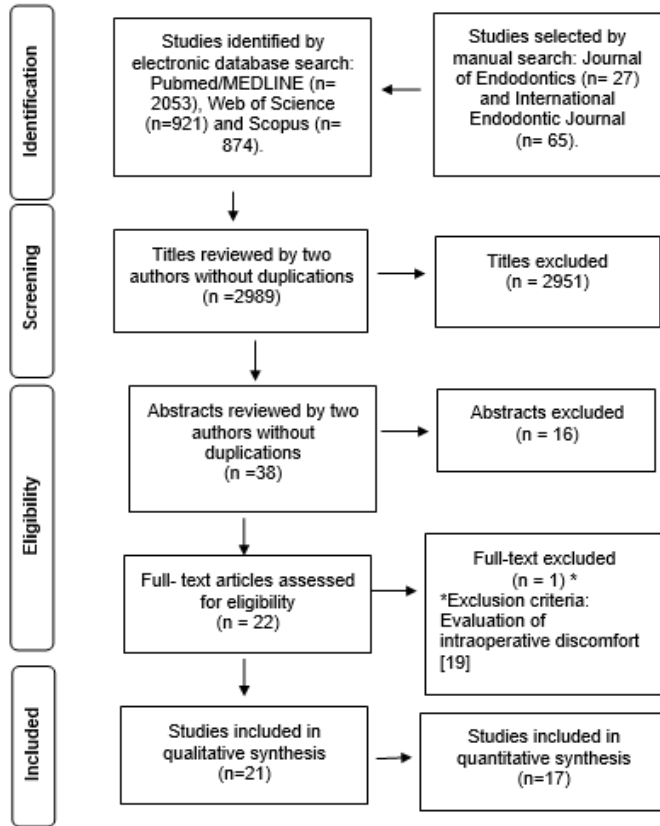 Identification
Studies identified by
electronic database search:
Pubmed/MEDLINE (n=
2053), Web of Science
(n=921) and Scopus (n=
874).
Studies selected by
manual search: Journal
of Endodontics (n= 27)
and International
Endodontic Journal
(n= 65).
Screening
Titles reviewed by two
authors without duplications
(n =2989)
Titles excluded
(n = 2951)
Eligibility
Abstracts reviewed by two
authors without
duplications
(n =38)
Abstracts excluded
(n = 16)
Full- text articles assessed
for eligibility
(n = 22)
Full-text excluded
(n = 1) *
*Exclusion criteria:
Evaluation of
intraoperative discomfort
[19]
Included
Studies included in
qualitative synthesis
(n=21)
Studies included in
quantitative synthesis
(n=17)